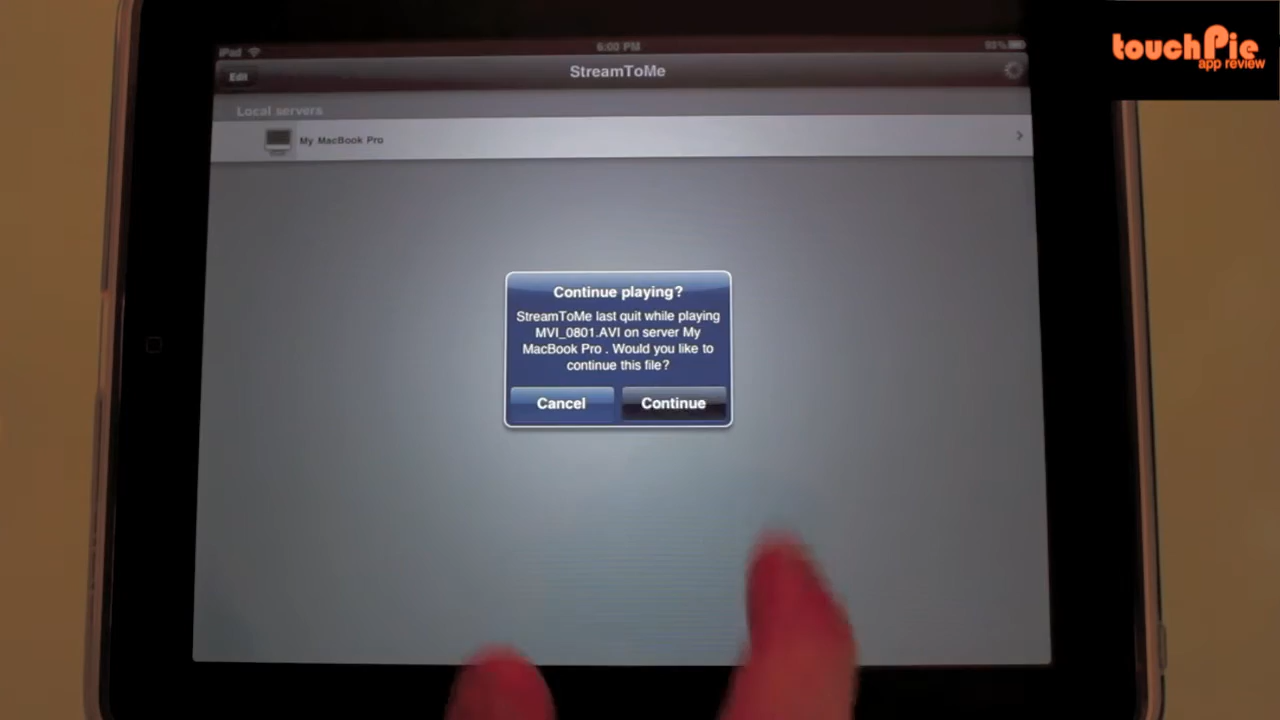 touchPie
app review
iPad
6:00 PM
Edit
StreamToMe
Local servers
My MacBook Pro
Continue playing?
StreamToMe last quit while playing
MVI_0801.AVI on server My
MacBook Pro . Would you like to
continue this file?
Cancel
Continue